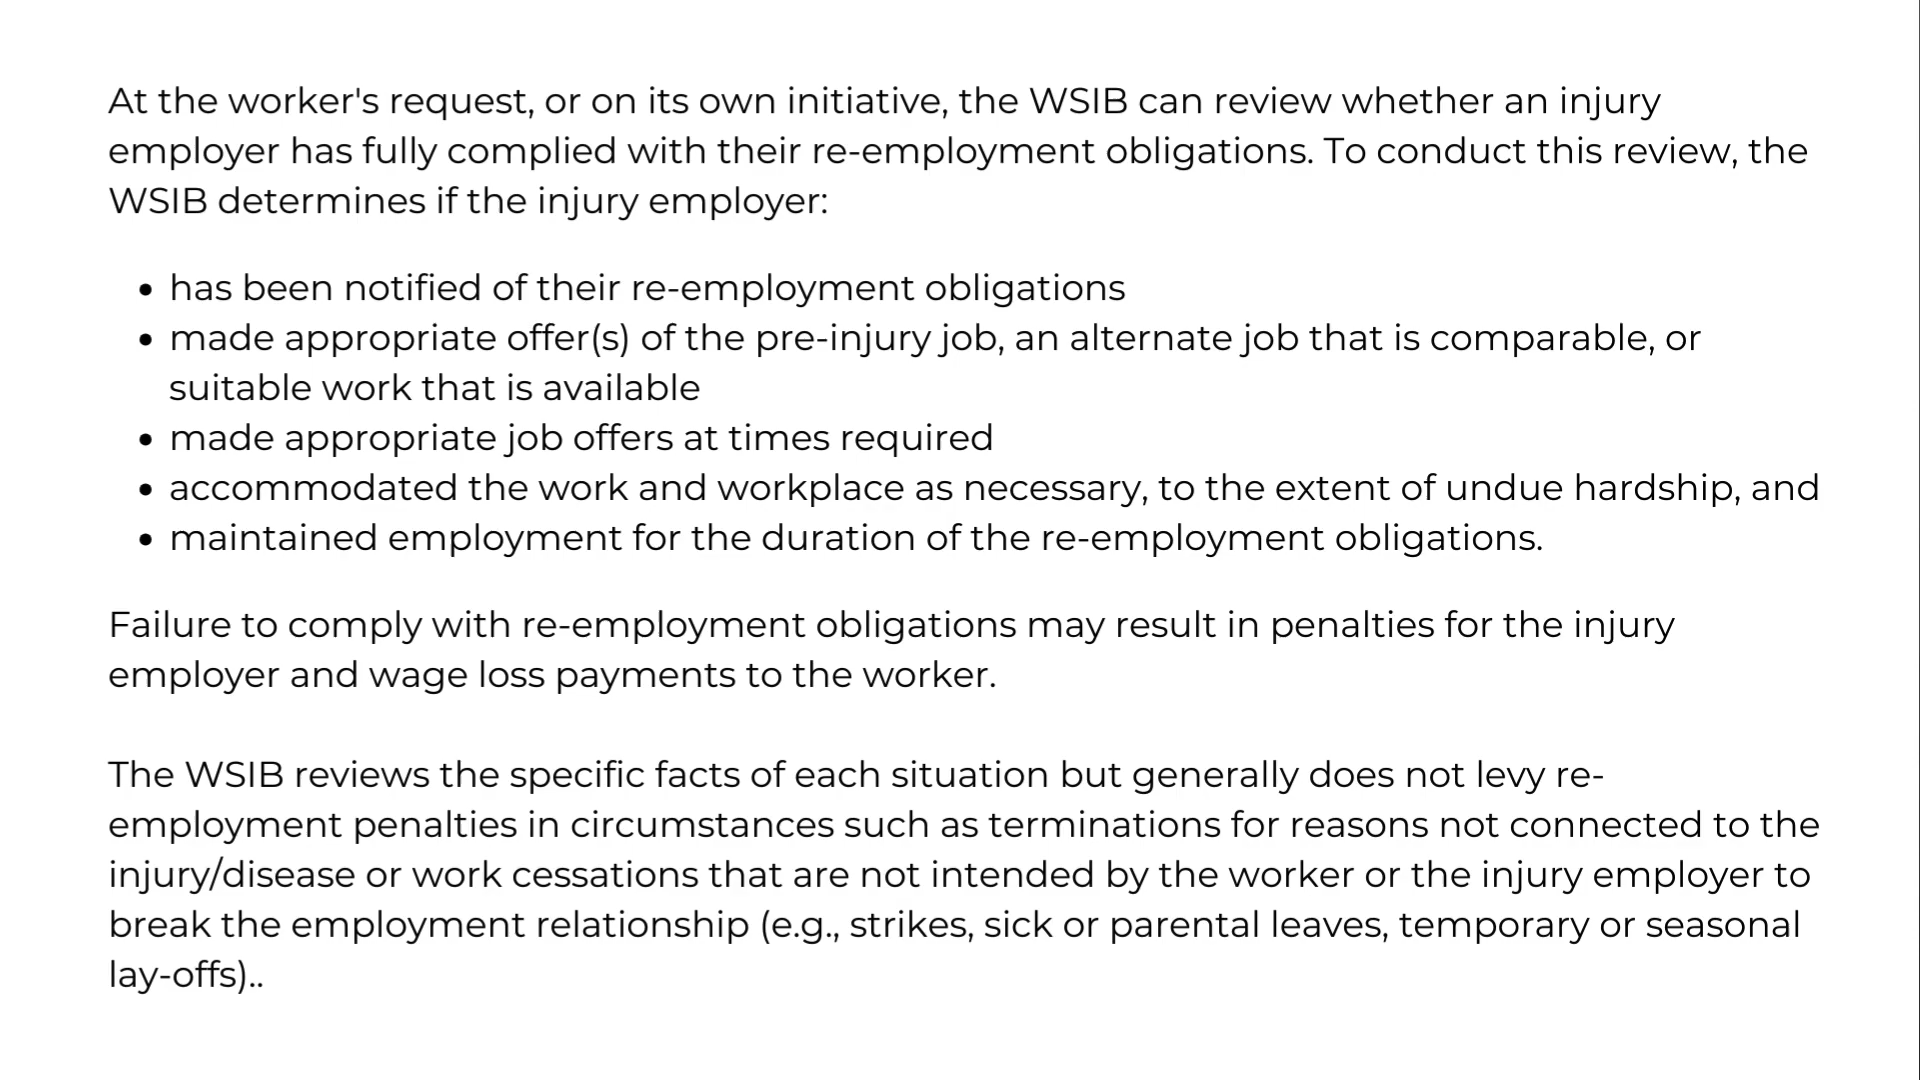 At the worker's request, or on its own initiative, the WSIB can review whether an injury
employer has fully complied with their re-employment obligations. To conduct this review, the
WSIB determines if the injury employer:
• has been notified of their re-employment obligations
• made appropriate offer(s) of the pre-injury job, an alternate job that is comparable, or
suitable work that is available
• made appropriate job offers at times required
• accommodated the work and workplace as necessary, to the extent of undue hardship, and
• maintained employment for the duration of the re-employment obligations.
Failure to comply with re-employment obligations may result in penalties for the injury
employer and wage loss payments to the worker.
The WSIB reviews the specific facts of each situation but generally does not levy re-
employment penalties in circumstances such as terminations for reasons not connected to the
injury/disease or work cessations that are not intended by the worker or the injury employer to
break the employment relationship (e.g., strikes, sick or parental leaves, temporary or seasonal
lay-offs)..